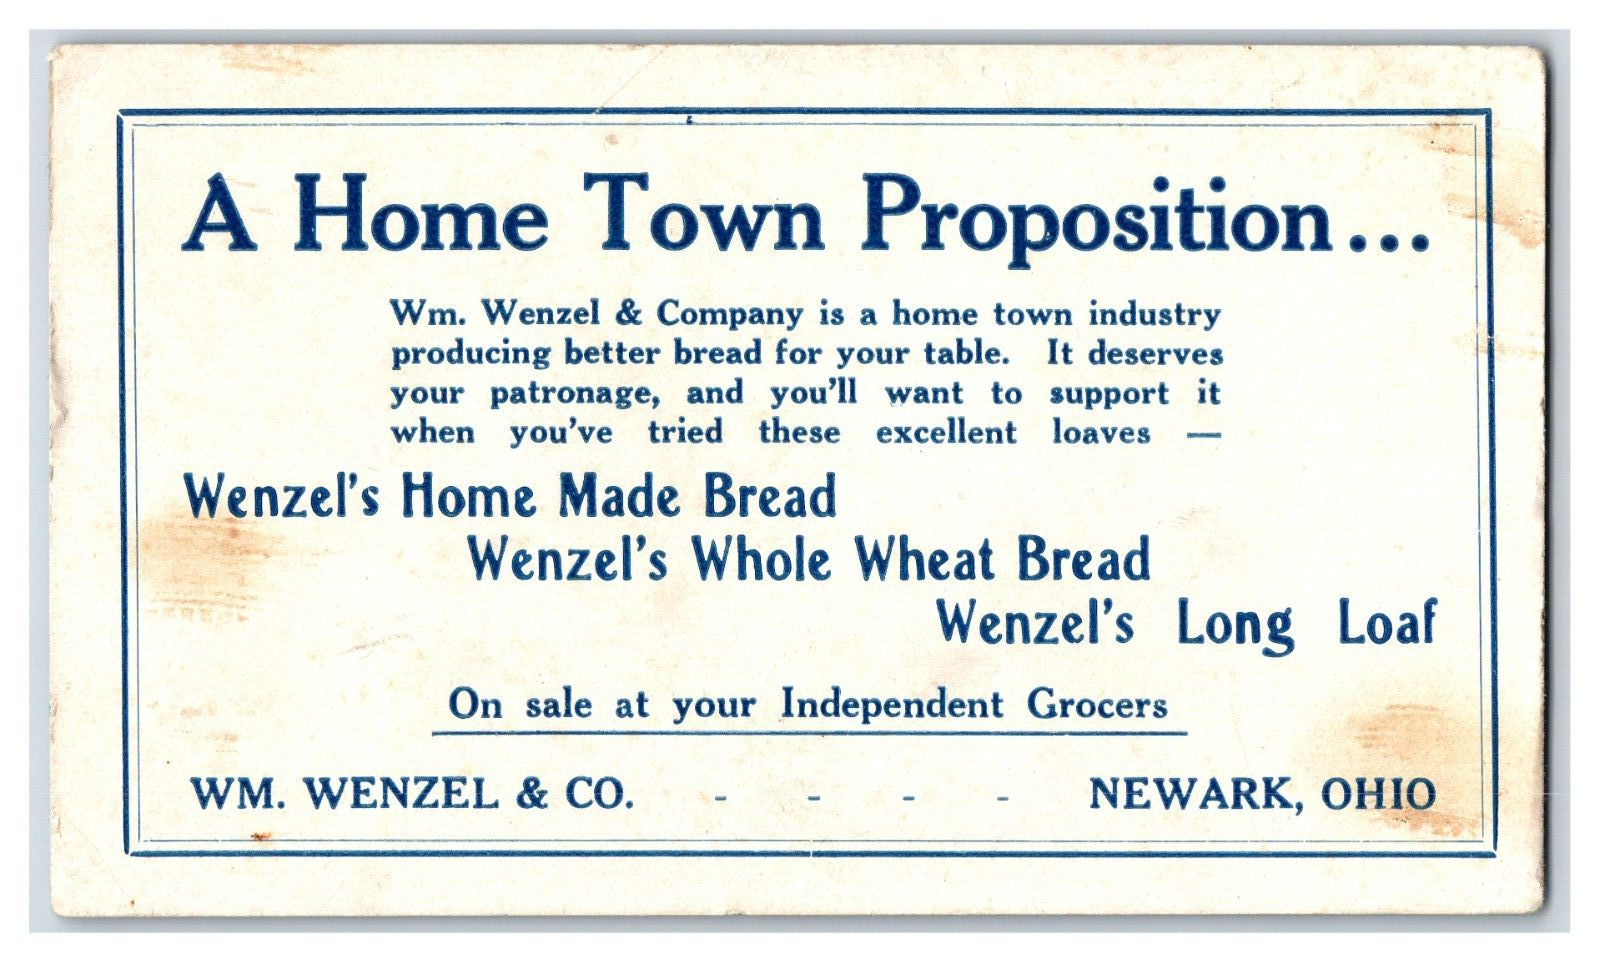 A Home Town Proposition...
Wm. Wenzel & Company is a home town industry
producing better bread for your table. It deserves
your patronage, and you'll want to support it
when you've tried these excellent loaves —
Wenzel's Home Made Bread
Wenzel's Whole Wheat Bread
Wenzel's Long Loaf
On sale at your Independent Grocers
WM. WENZEL & CO. - - - - NEWARK, OHIO